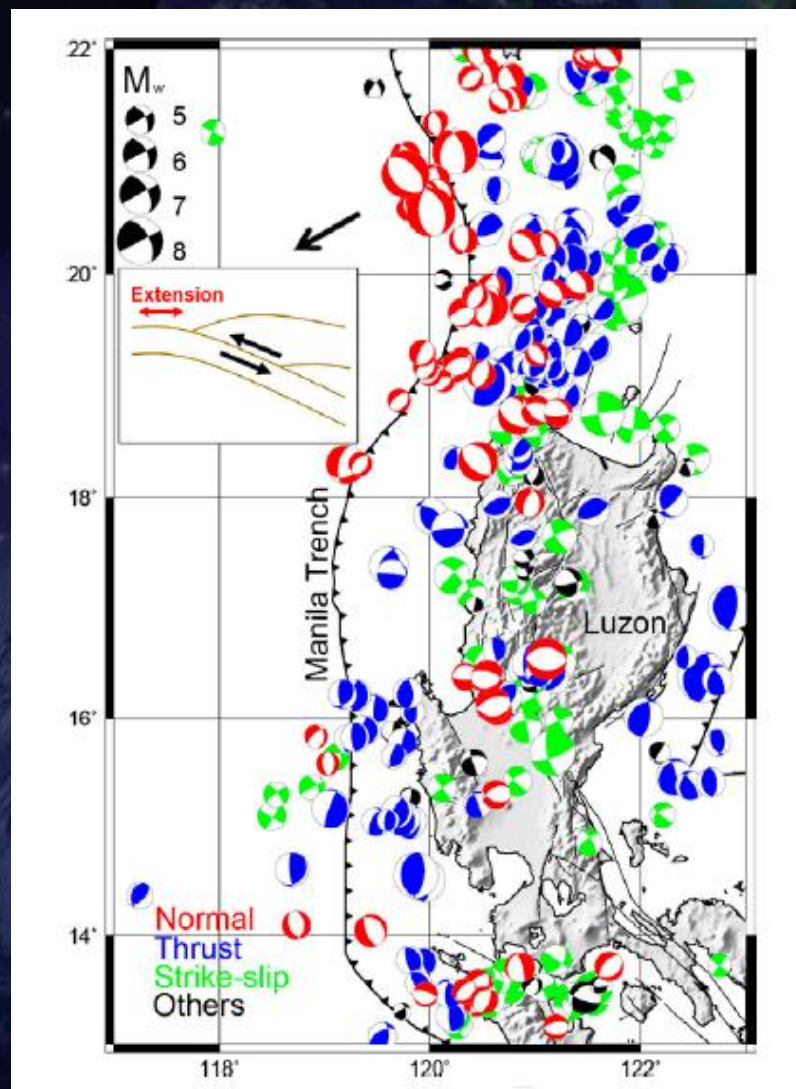 22°
20°
18°
16°
14°
Mw
5
6
7
8
Extension
Manila Trench
Luzon
Normal
Thrust
Strike-slip
Others
118°
120°
122°